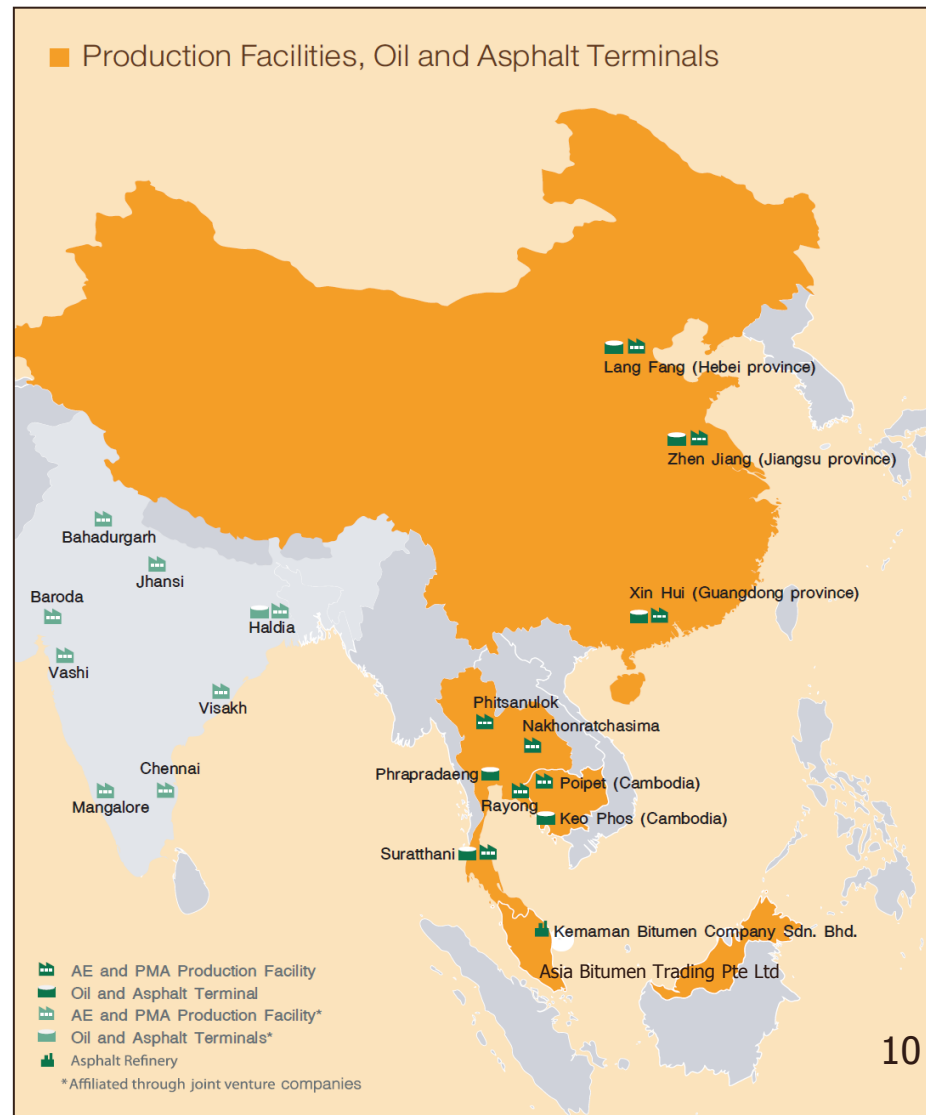 Production Facilities, Oil and Asphalt Terminals
Lang Fang (Hebei province)
Zhen Jiang (Jiangsu province)
Bahadurgarh
Jhansi
Baroda
Haldia
Xin Hui (Guangdong province)
Vashi
Visakh
Phitsanulok
Nakhonratchasima
Chennai
Phrapradaeng
Poipet (Cambodia)
Mangalore
Rayong
Keo Phos (Cambodia)
Suratthani
Kemaman Bitumen Company Sdn. Bhd.
Asia Bitumen Trading Pte Ltd
AE and PMA Production Facility
Oil and Asphalt Terminal
AE and PMA Production Facility*
Oil and Asphalt Terminals*
Asphalt Refinery
*Affiliated through joint venture companies
10